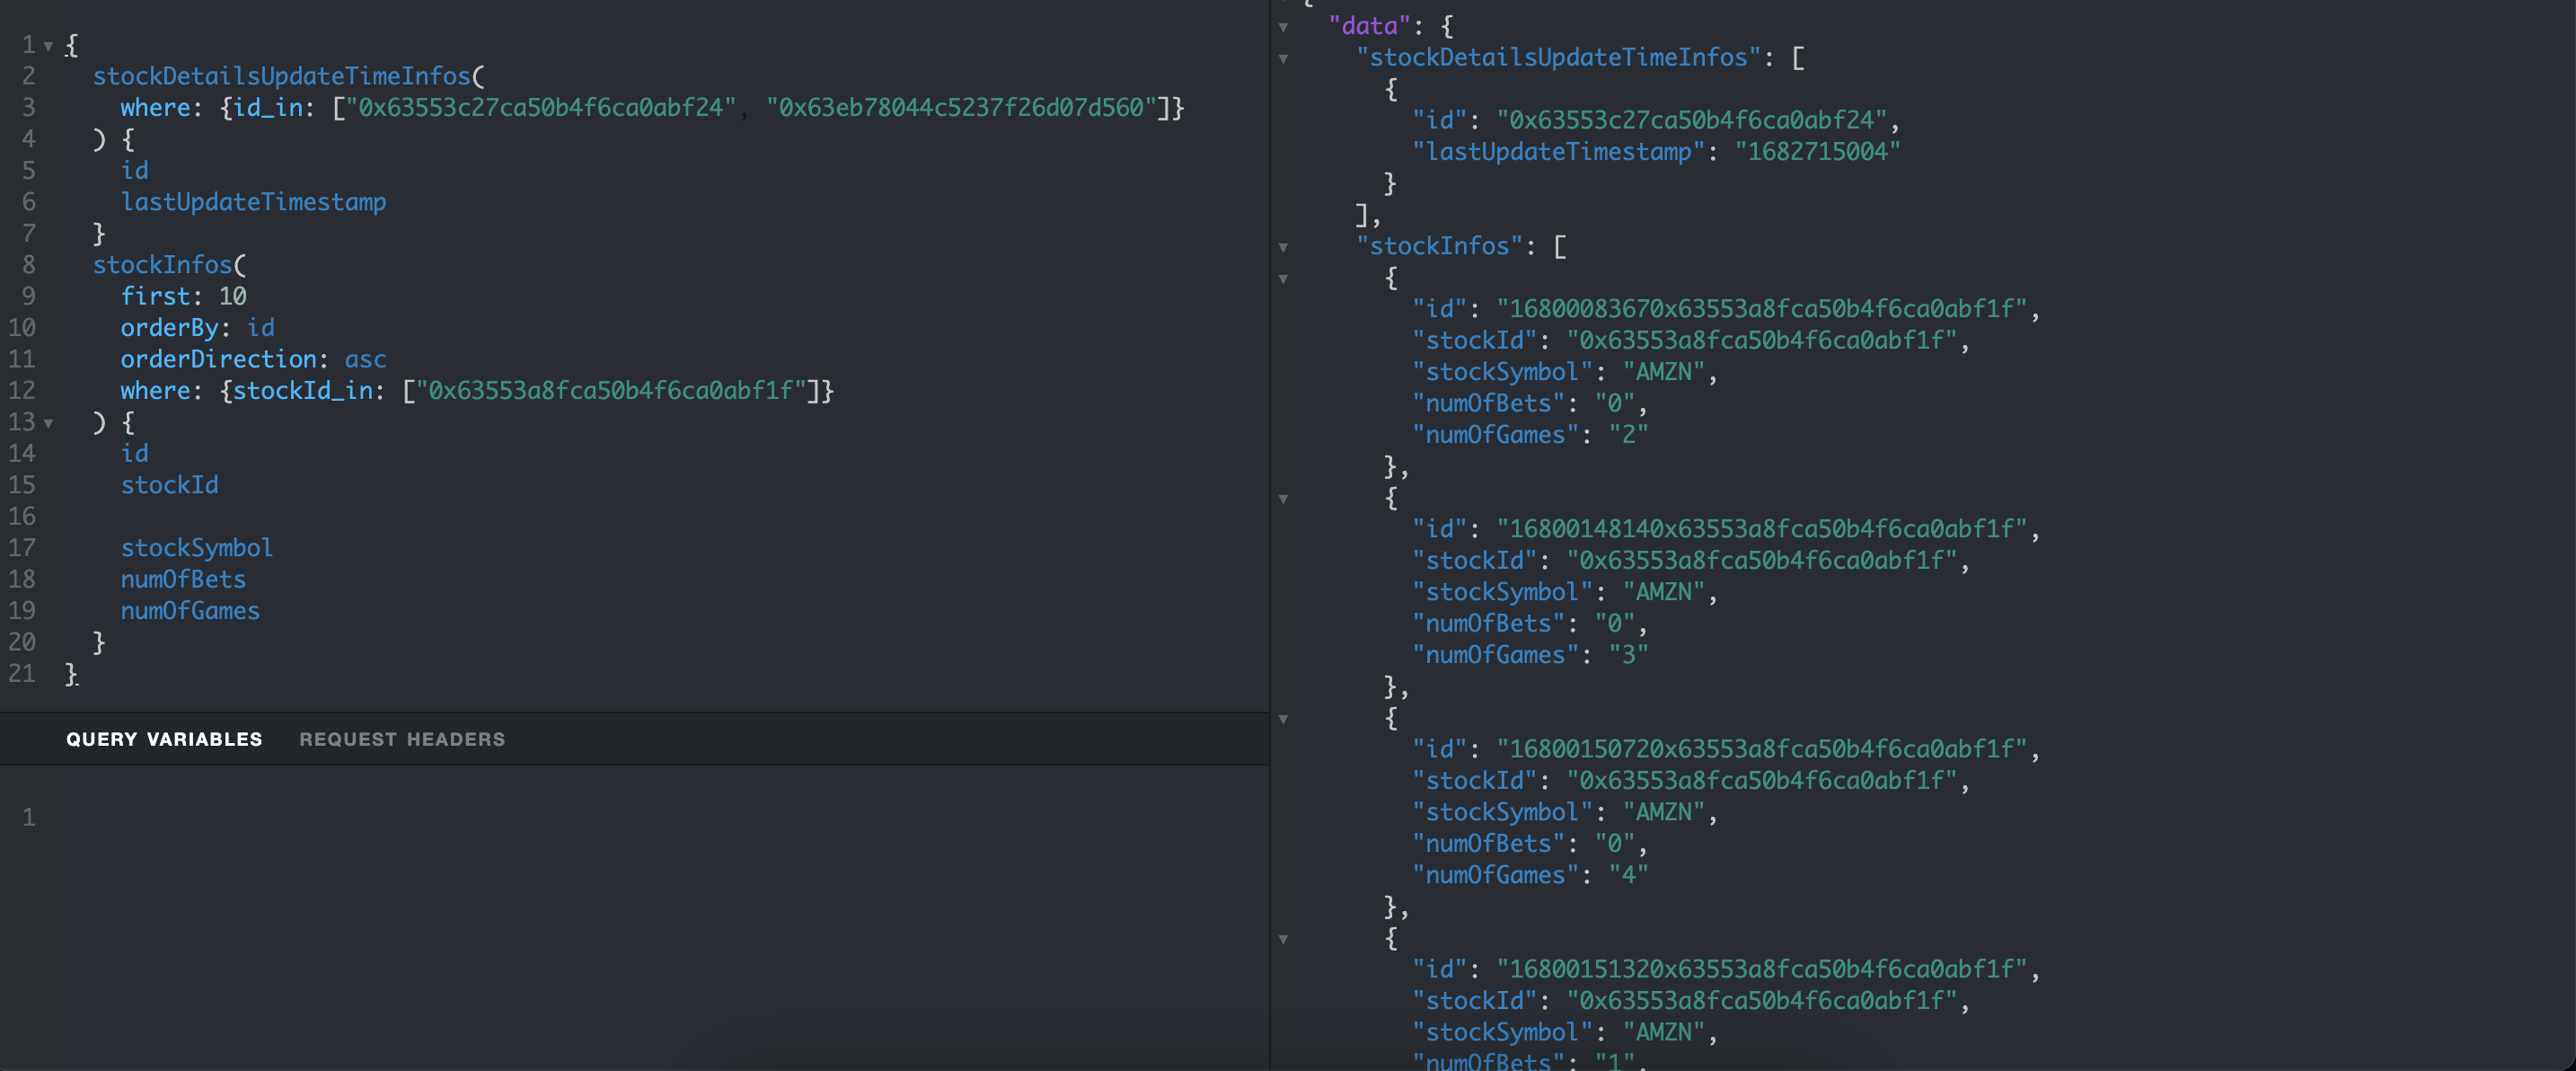 1 {
2 stockDetailsUpdateTimeInfos(
3 where: {id_in: ["0x63553c27ca50b4f6ca0abf24", "0x63eb78044c5237f26d07d560"]}
4 ) {
5 id
6 lastUpdateTimestamp
7 }
8 stockInfos(
9 first: 10
10 orderBy: id
11 orderDirection: asc
12 where: {stockId_in: ["0x63553a8fca50b4f6ca0abf1f"]}
13 ) {
14 id
15 stockId
16
17 stockSymbol
18 numOfBets
19 numOfGames
20 }
21 }
QUERY VARIABLES REQUEST HEADERS
1
{
"data": {
"stockDetailsUpdateTimeInfos": [
{
"id": "0x63553c27ca50b4f6ca0abf24",
"lastUpdateTimestamp": "1682715004"
}
],
"stockInfos": [
{
"id": "16800083670x63553a8fca50b4f6ca0abf1f",
"stockId": "0x63553a8fca50b4f6ca0abf1f",
"stockSymbol": "AMZN",
"numOfBets": "0",
"numOfGames": "2"
},
{
"id": "16800148140x63553a8fca50b4f6ca0abf1f",
"stockId": "0x63553a8fca50b4f6ca0abf1f",
"stockSymbol": "AMZN",
"numOfBets": "0",
"numOfGames": "3"
},
{
"id": "16800150720x63553a8fca50b4f6ca0abf1f",
"stockId": "0x63553a8fca50b4f6ca0abf1f",
"stockSymbol": "AMZN",
"numOfBets": "0",
"numOfGames": "4"
},
{
"id": "16800151320x63553a8fca50b4f6ca0abf1f",
"stockId": "0x63553a8fca50b4f6ca0abf1f",
"stockSymbol": "AMZN",
"numOfBets": "1",